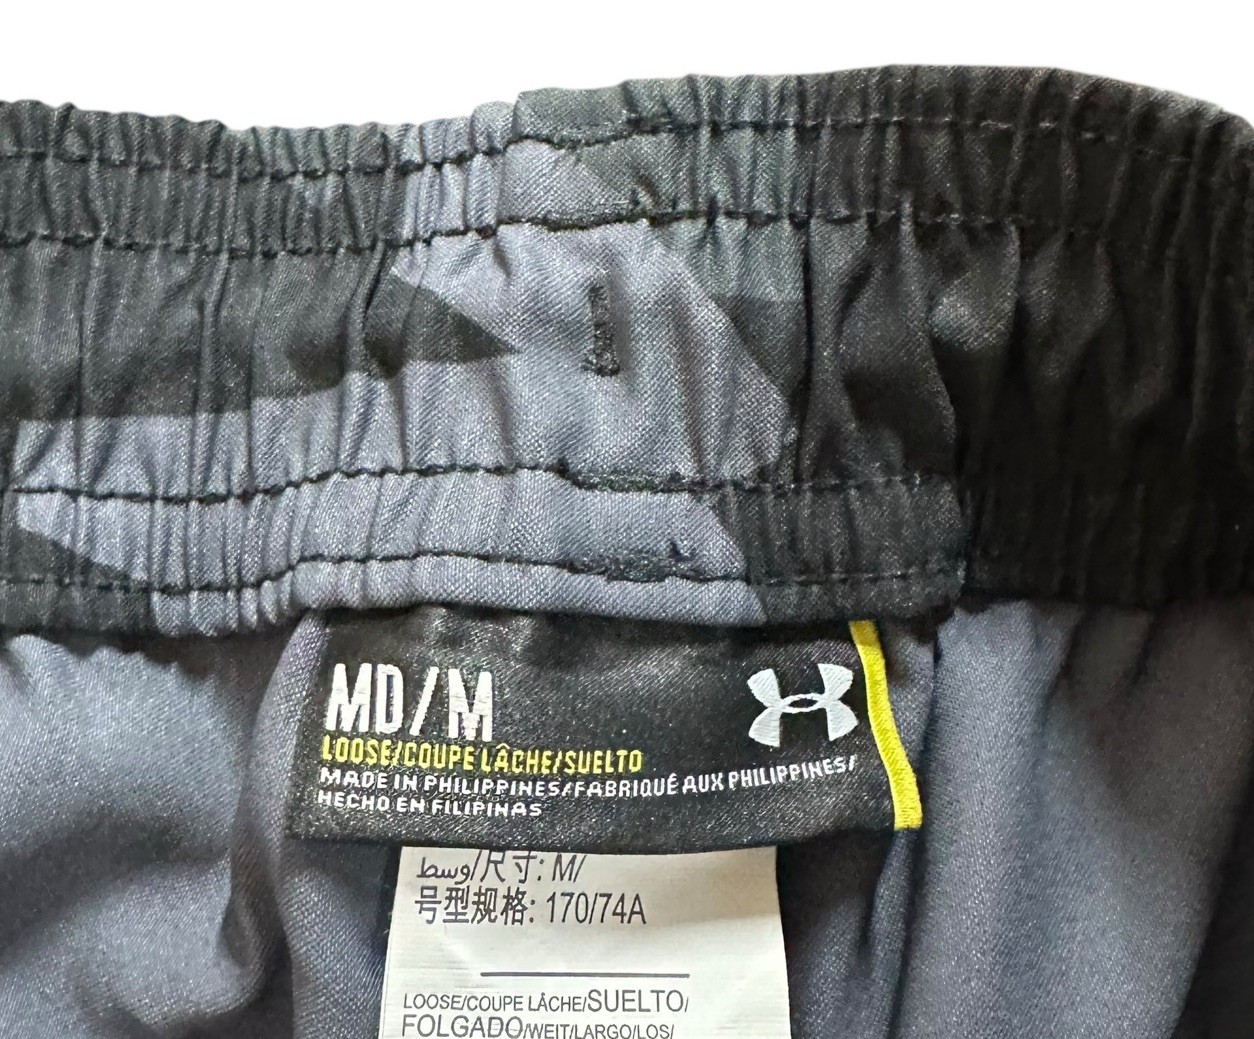 MD/M
LOOSE/COUPE LÂCHE/SUELTO
MADE IN PHILIPPINES/FABRIQUÉ AUX PHILIPPINES/
HECHO EN FILIPINAS
وسط/尺寸: M/
号型规格: 170/74A
LOOSE/COUPE LÂCHE/SUELTO/
FOLGADO/WEIT/LARGO/LOS/